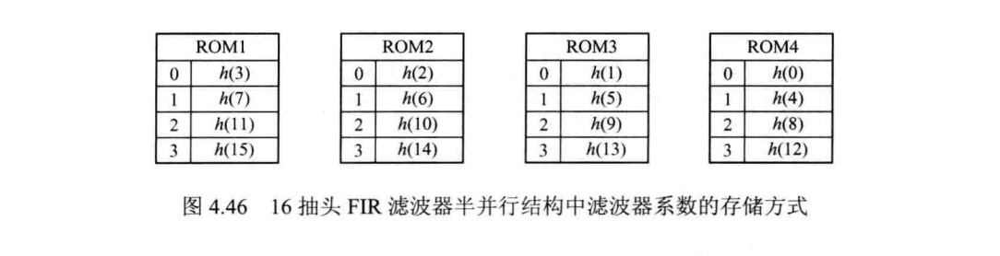 ROM1 ROM2 ROM3 ROM4
0 h(3) 0 h(2) 0 h(1) 0 h(0)
1 h(7) 1 h(6) 1 h(5) 1 h(4)
2 h(11) 2 h(10) 2 h(9) 2 h(8)
3 h(15) 3 h(14) 3 h(13) 3 h(12)
图 4.46 16 抽头 FIR 滤波器半并行结构中滤波器系数的存储方式